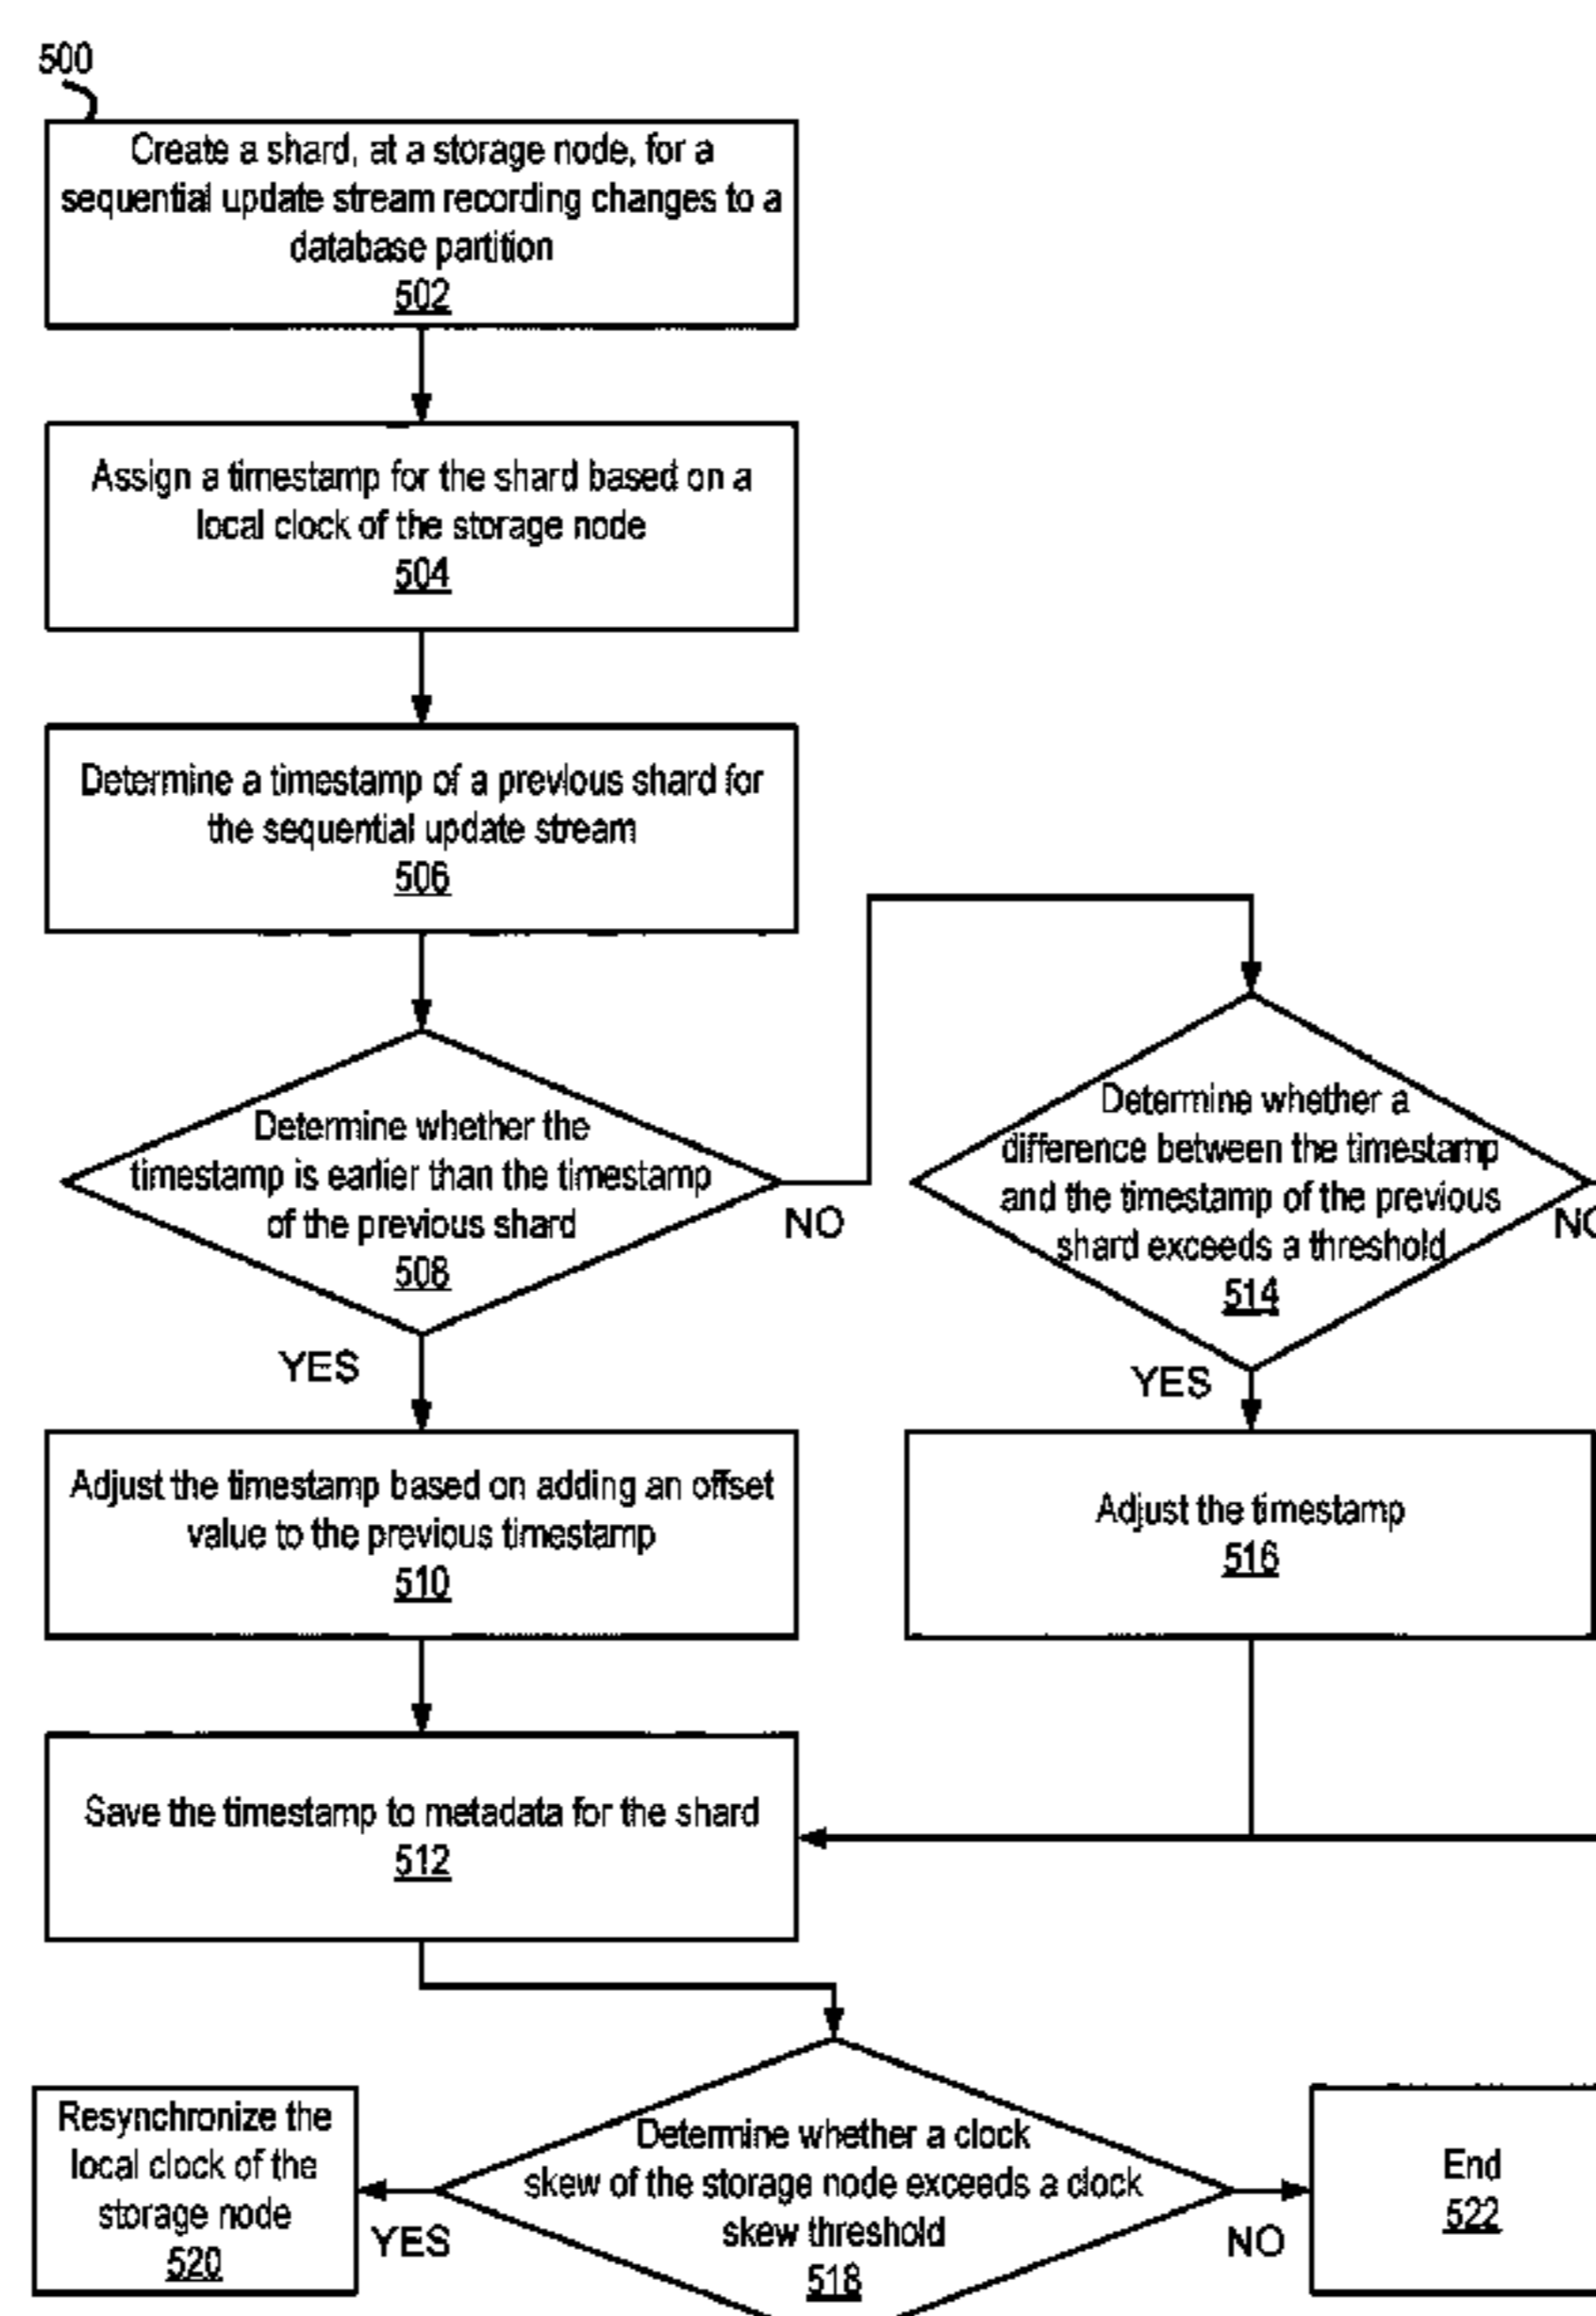 500
Create a shard, at a storage node, for a
sequential update stream recording changes to a
database partition
502
Assign a timestamp for the shard based on a
local clock of the storage node
504
Determine a timestamp of a previous shard for
the sequential update stream
506
Determine whether the
timestamp is earlier than the timestamp
of the previous shard
508
NO
YES
Determine whether a
difference between the timestamp
and the timestamp of the previous
shard exceeds a threshold
514
NO
YES
Adjust the timestamp based on adding an offset
value to the previous timestamp
510
Adjust the timestamp
516
Save the timestamp to metadata for the shard
512
Resynchronize the
local clock of the
storage node
520
YES
Determine whether a clock
skew of the storage node exceeds a clock
skew threshold
518
NO
End
522